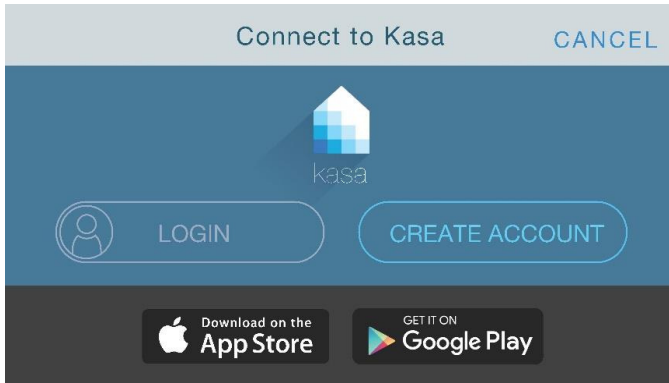 Connect to Kasa
CANCEL
kasa
LOGIN
CREATE ACCOUNT
Download on the
App Store
GET IT ON
Google Play